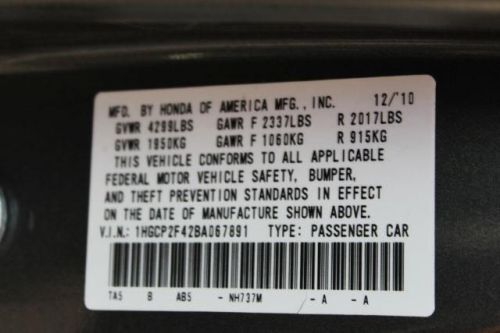 MFD. BY HONDA OF AMERICA MFG., INC. 12/'10
GVWR 4299LBS GAWR F 2337LBS R 2017LBS
GVWR 1950KG GAWR F 1060KG R 915KG
THIS VEHICLE CONFORMS TO ALL APPLICABLE
FEDERAL MOTOR VEHICLE SAFETY, BUMPER,
AND THEFT PREVENTION STANDARDS IN EFFECT
ON THE DATE OF MANUFACTURE SHOWN ABOVE.
V.I.N.: 1HGCP2F42BA067891 TYPE: PASSENGER CAR
TA5 B AB5 - NH737M - A - A